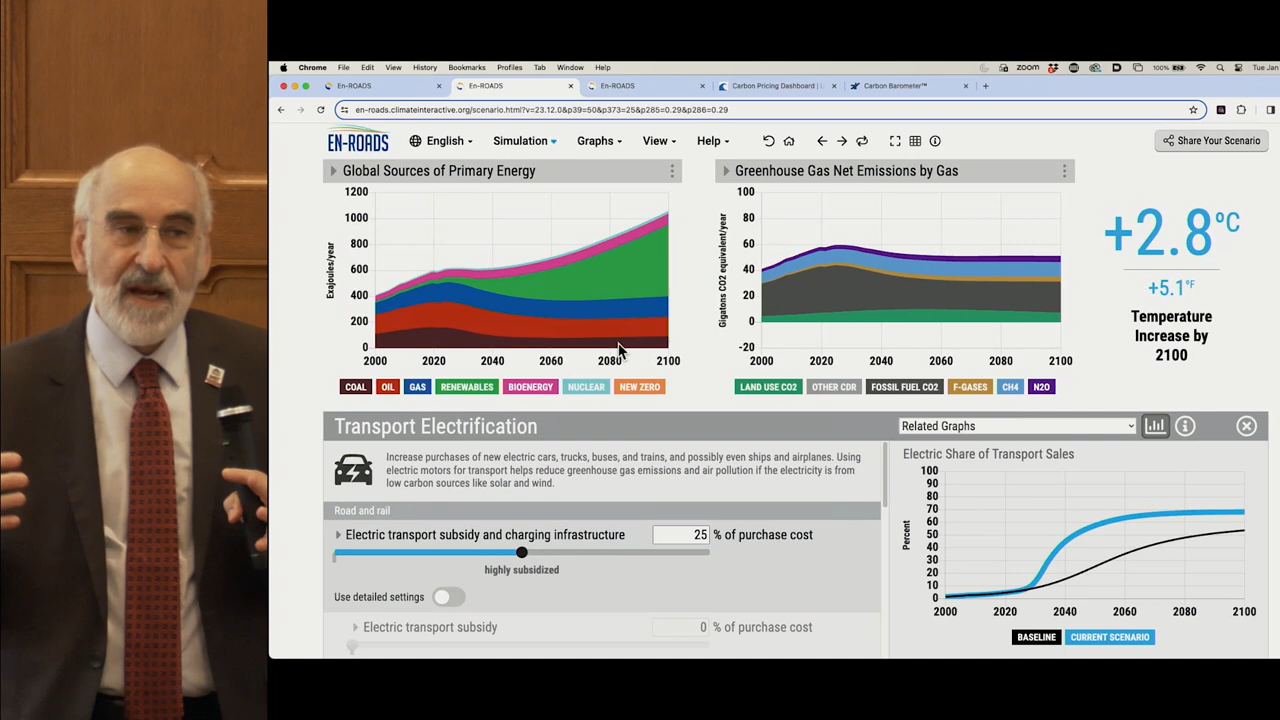 Chrome File Edit View History Bookmarks Profiles Tab Window Help zoom 100% Tue Jan
En-ROADS En-ROADS En-ROADS Carbon Pricing Dashboard | Carbon Barometer™
en-roads.climateinteractive.org/scenario.html?v=23.12.0&p39=50&p373=25&p285=0.29&p286=0.29
EN-ROADS English Simulation Graphs View Help Share Your Scenario
Global Sources of Primary Energy
Exajoules/year
1200
1000
800
600
400
200
0
2000 2020 2040 2060 2080 2100
COAL OIL GAS RENEWABLES BIOENERGY NUCLEAR NEW ZERO
Greenhouse Gas Net Emissions by Gas
Gigatons CO2 equivalent/year
100
80
60
40
20
0
-20
2000 2020 2040 2060 2080 2100
LAND USE CO2 OTHER CDR FOSSIL FUEL CO2 F-GASES CH4 N2O
+2.8°C
+5.1°F
Temperature
Increase by
2100
Transport Electrification
Increase purchases of new electric cars, trucks, buses, and trains, and possibly even ships and airplanes. Using
electric motors for transport helps reduce greenhouse gas emissions and air pollution if the electricity is from
low carbon sources like solar and wind.
Road and rail
Electric transport subsidy and charging infrastructure 25 % of purchase cost
highly subsidized
Use detailed settings
Electric transport subsidy 0 % of purchase cost
Related Graphs
Electric Share of Transport Sales
Percent
100
90
80
70
60
50
40
30
20
10
0
2000 2020 2040 2060 2080 2100
BASELINE CURRENT SCENARIO